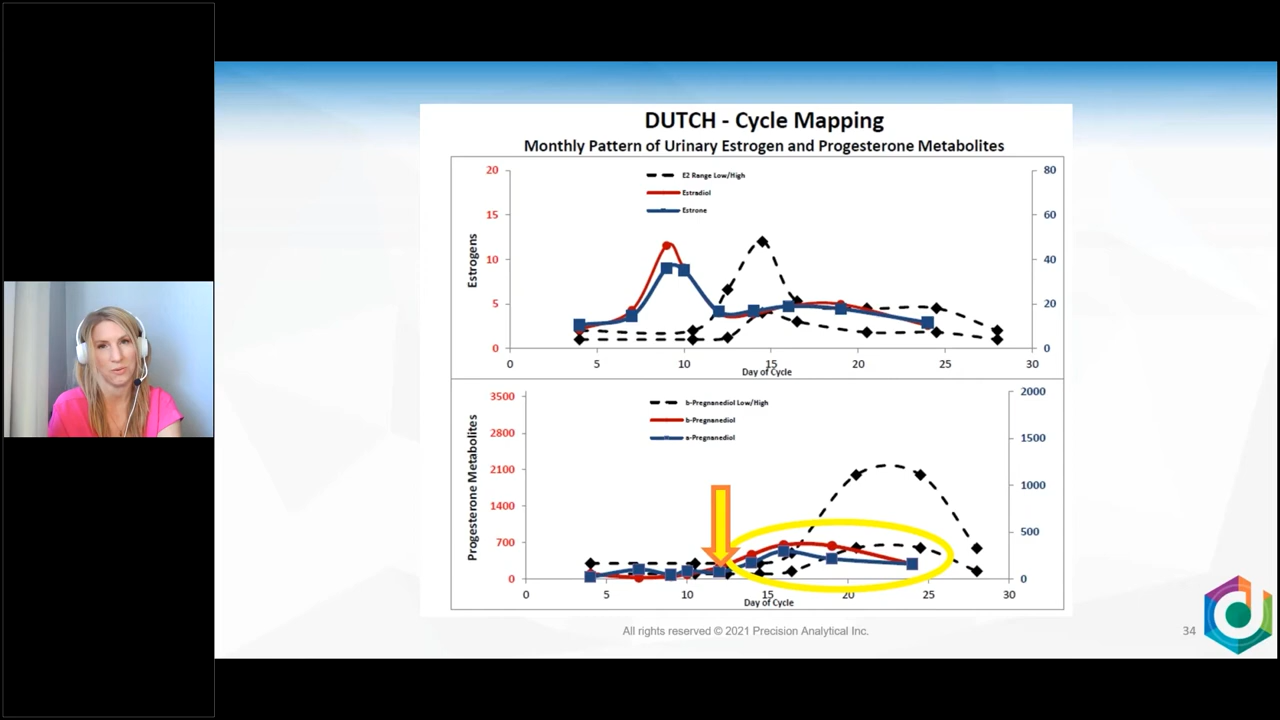 DUTCH - Cycle Mapping
Monthly Pattern of Urinary Estrogen and Progesterone Metabolites
20
15
10
5
0
Estrogens
E2 Range Low/High
Estradiol
Estrone
80
60
40
20
0
0 5 10 15 20 25 30
Day of Cycle
3500
2800
2100
1400
700
0
Progesterone Metabolites
b-Pregnanediol Low/High
b-Pregnanediol
a-Pregnanediol
2000
1500
1000
500
0
0 5 10 15 20 25 30
Day of Cycle
All rights reserved © 2021 Precision Analytical Inc.
34